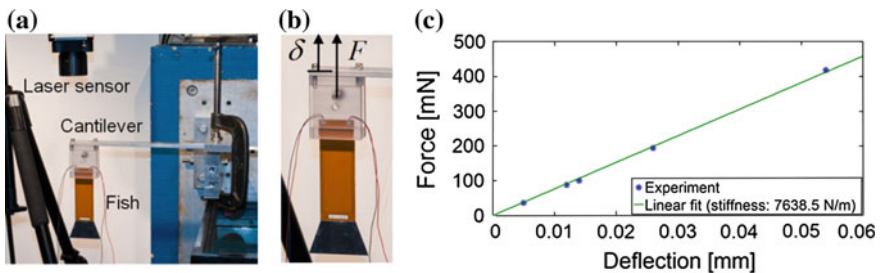 (a)
Laser sensor
Cantilever
Fish
(b)
δ
F
(c)
Force [mN]
500
400
300
200
100
0
0
0.01
0.02
0.03
0.04
0.05
0.06
Deflection [mm]
Experiment
Linear fit (stiffness: 7638.5 N/m)